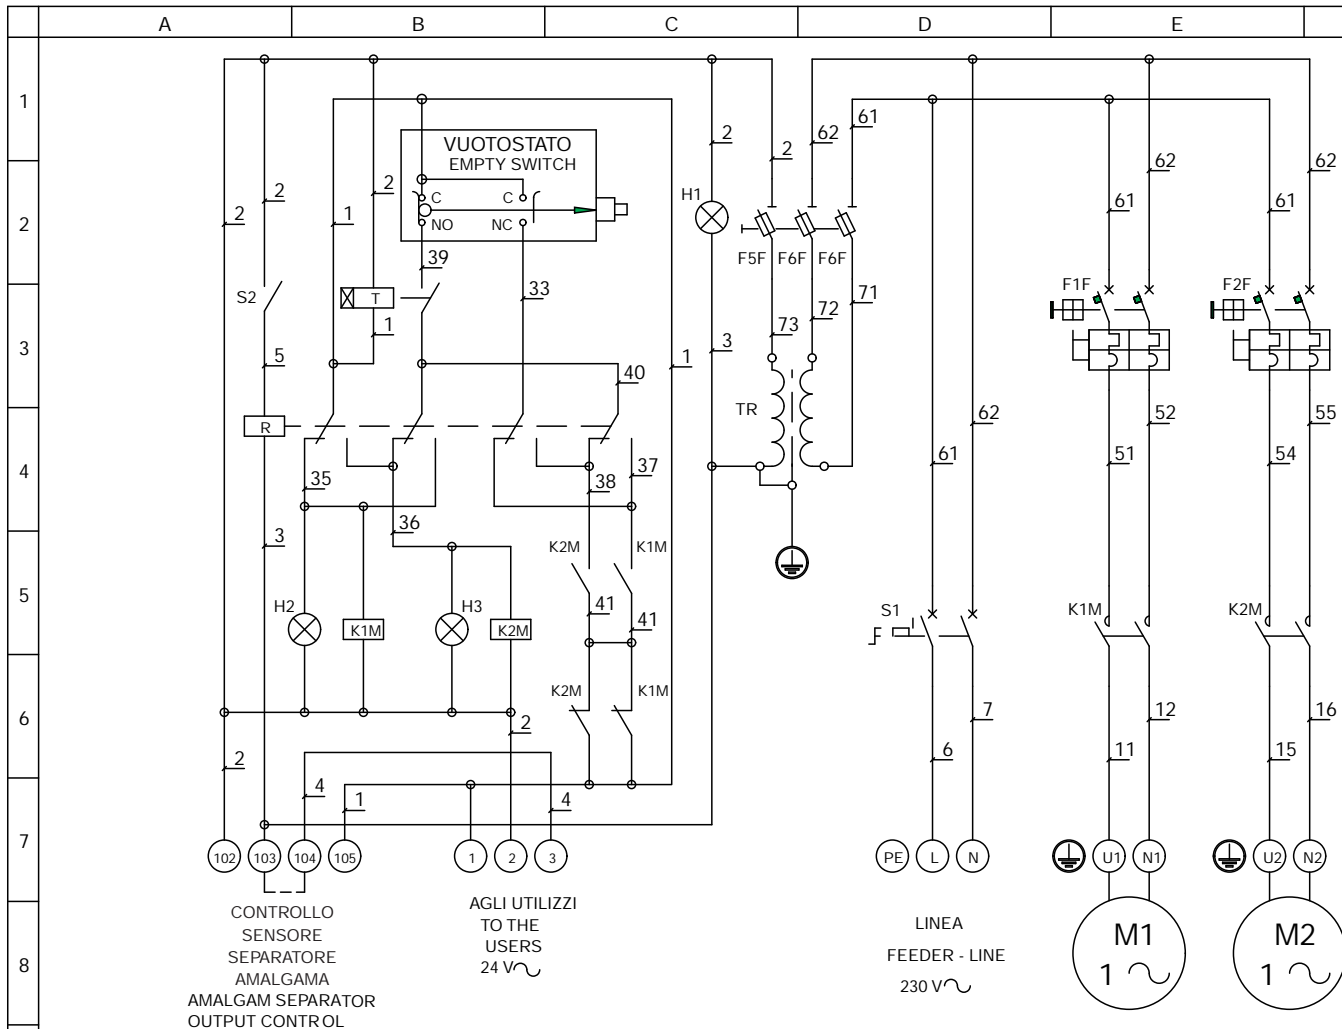 A B C D E
1
2
3
4
5
6
7
8
VUOTOSTATO
EMPTY SWITCH
C C
NO NC
2 2 2 1
39
33
S2
T
1
5
40
1
R
35
36
38
37
3
H2
K1M
H3
K2M
K2M K1M
41 41
K2M K1M
2
2
4
1
4
2
2
62
61
H1
F5F F6F F6F
73
72
71
3
TR
61
62
S1
6
7
62
61
61
62
F1F
F2F
51
52
54
55
K1M
K2M
11
12
15
16
102 103 104 105 1 2 3 PE L N U1 N1 U2 N2
CONTROLLO
SENSORE
SEPARATORE
AMALGAMA
AMALGAM SEPARATOR
OUTPUT CONTROL
AGLI UTILIZZI
TO THE
USERS
24 V
LINEA
FEEDER - LINE
230 V
M1
1
M2
1